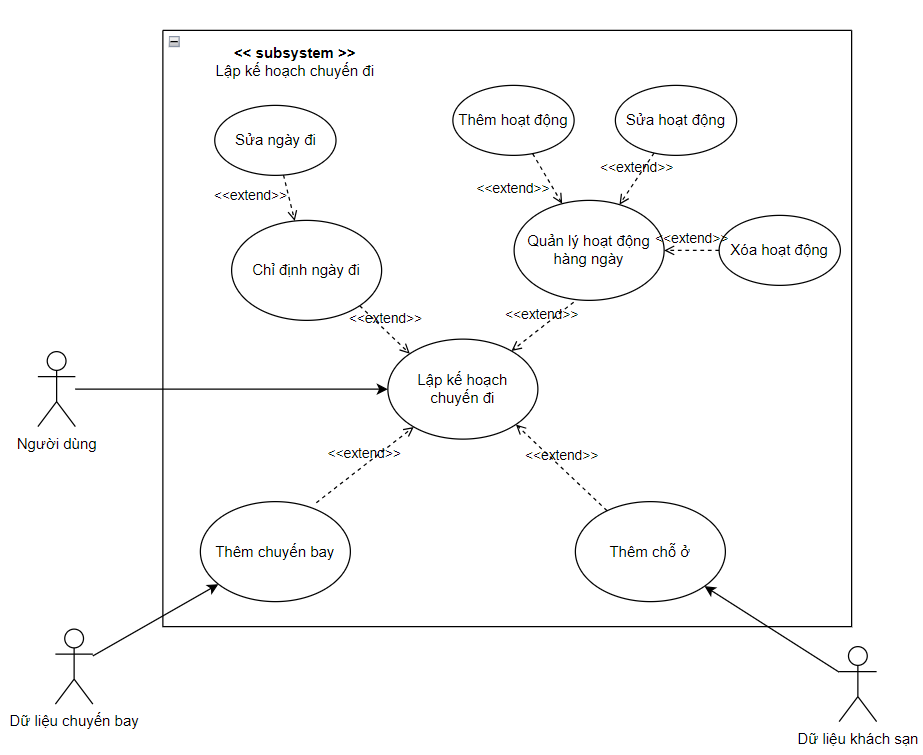 << subsystem >>
Lập kế hoạch chuyến đi
Thêm hoạt động
Sửa hoạt động
Sửa ngày đi
<<extend>>
<<extend>>
<<extend>>
Quản lý hoạt động
hàng ngày
<<extend>>
Xóa hoạt động
Chỉ định ngày đi
<<extend>>
<<extend>>
Lập kế hoạch
chuyến đi
Người dùng
<<extend>>
<<extend>>
Thêm chuyến bay
Thêm chỗ ở
Dữ liệu chuyến bay
Dữ liệu khách sạn